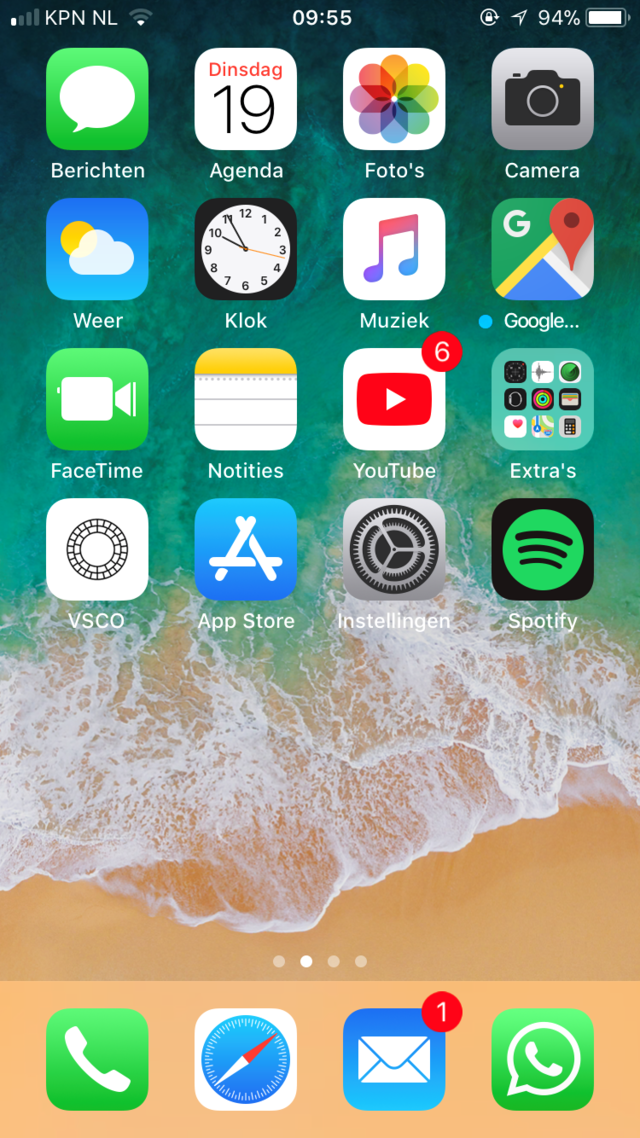 KPN NL 09:55 94%
Dinsdag
19
Berichten Agenda Foto's Camera
12 1 2 3 4 5 6 7 8 9 10 11
G
Weer Klok Muziek Google...
6
FaceTime Notities YouTube Extra's
VSCO App Store Instellingen Spotify
1